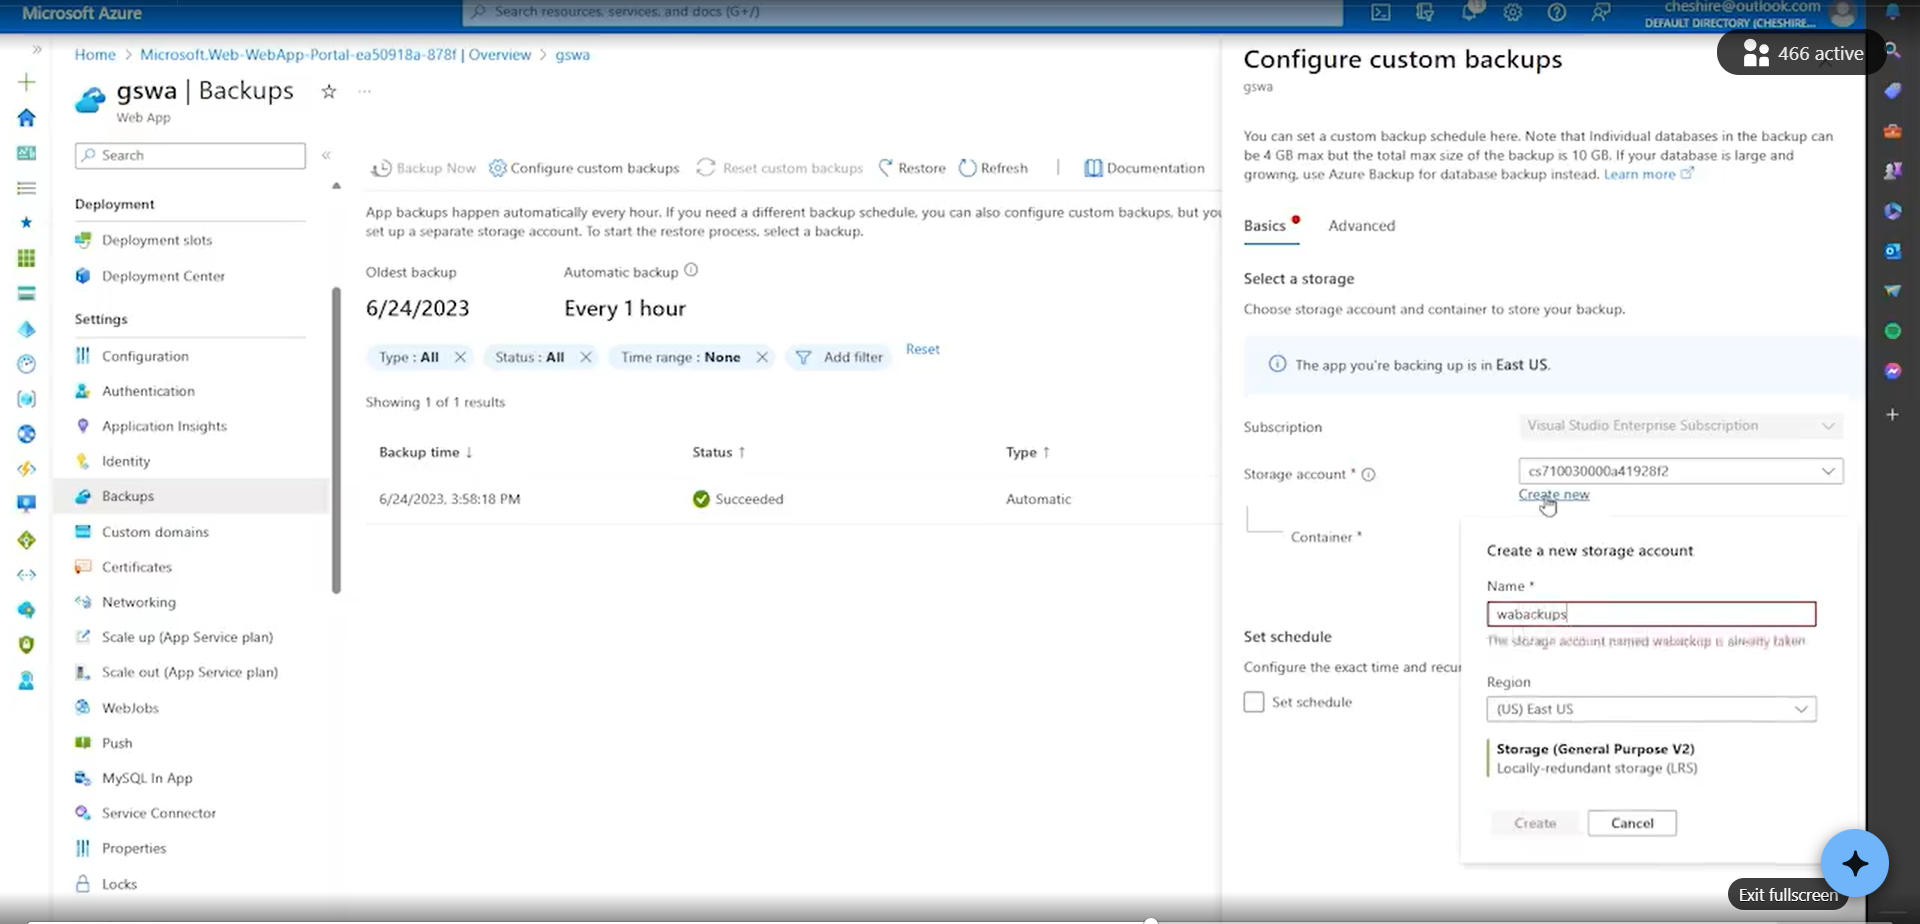 Microsoft Azure
Search resources, services, and docs (G+/)
cheshire@outlook.com
DEFAULT DIRECTORY (CHESHIRE...
466 active
Home > Microsoft.Web-WebApp-Portal-ea50918a-878f | Overview > gswa
gswa | Backups
Web App
Search
Deployment
Deployment slots
Deployment Center
Settings
Configuration
Authentication
Application Insights
Identity
Backups
Custom domains
Certificates
Networking
Scale up (App Service plan)
Scale out (App Service plan)
WebJobs
Push
MySQL In App
Service Connector
Properties
Locks
Backup Now Configure custom backups Reset custom backups Restore Refresh Documentation
App backups happen automatically every hour. If you need a different backup schedule, you can also configure custom backups, but you
set up a separate storage account. To start the restore process, select a backup.
Oldest backup Automatic backup
6/24/2023 Every 1 hour
Type : All Status : All Time range : None Add filter Reset
Showing 1 of 1 results
Backup time ↓ Status ↑ Type ↑
6/24/2023, 3:58:18 PM Succeeded Automatic
Configure custom backups
gswa
You can set a custom backup schedule here. Note that Individual databases in the backup can
be 4 GB max but the total max size of the backup is 10 GB. If your database is large and
growing, use Azure Backup for database backup instead. Learn more
Basics Advanced
Select a storage
Choose storage account and container to store your backup.
The app you're backing up is in East US.
Subscription Visual Studio Enterprise Subscription
Storage account * cs710030000a41928f2
Create new
Container *
Create a new storage account
Name *
wabackups
The storage account named wabackup is already taken
Region
(US) East US
Storage (General Purpose V2)
Locally-redundant storage (LRS)
Create Cancel
Set schedule
Configure the exact time and recu
Set schedule
Exit fullscreen